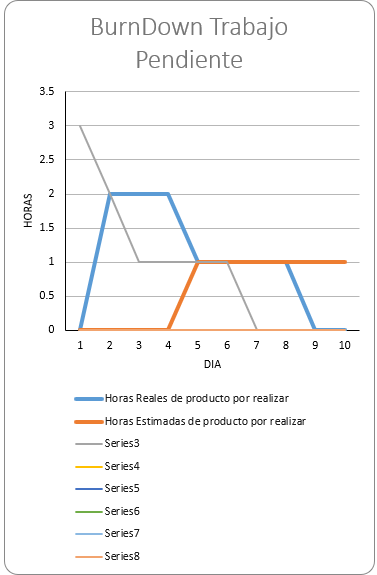 BurnDown Trabajo
Pendiente
3.5
3
2.5
2
1.5
1
0.5
0
HORAS
1 2 3 4 5 6 7 8 9 10
DIA
Horas Reales de producto por realizar
Horas Estimadas de producto por realizar
Series3
Series4
Series5
Series6
Series7
Series8